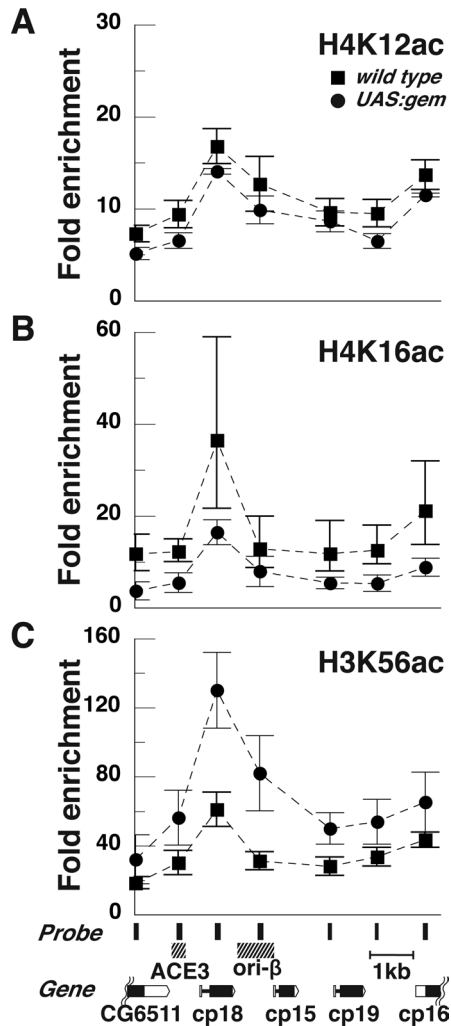 A
H4K12ac
wild type
UAS:gem
Fold enrichment
30
20
10
0
B
H4K16ac
Fold enrichment
60
40
20
0
C
H3K56ac
Fold enrichment
160
120
80
40
0
Probe
ACE3 ori-β 1kb
Gene
CG6511 cp18 cp15 cp19 cp16